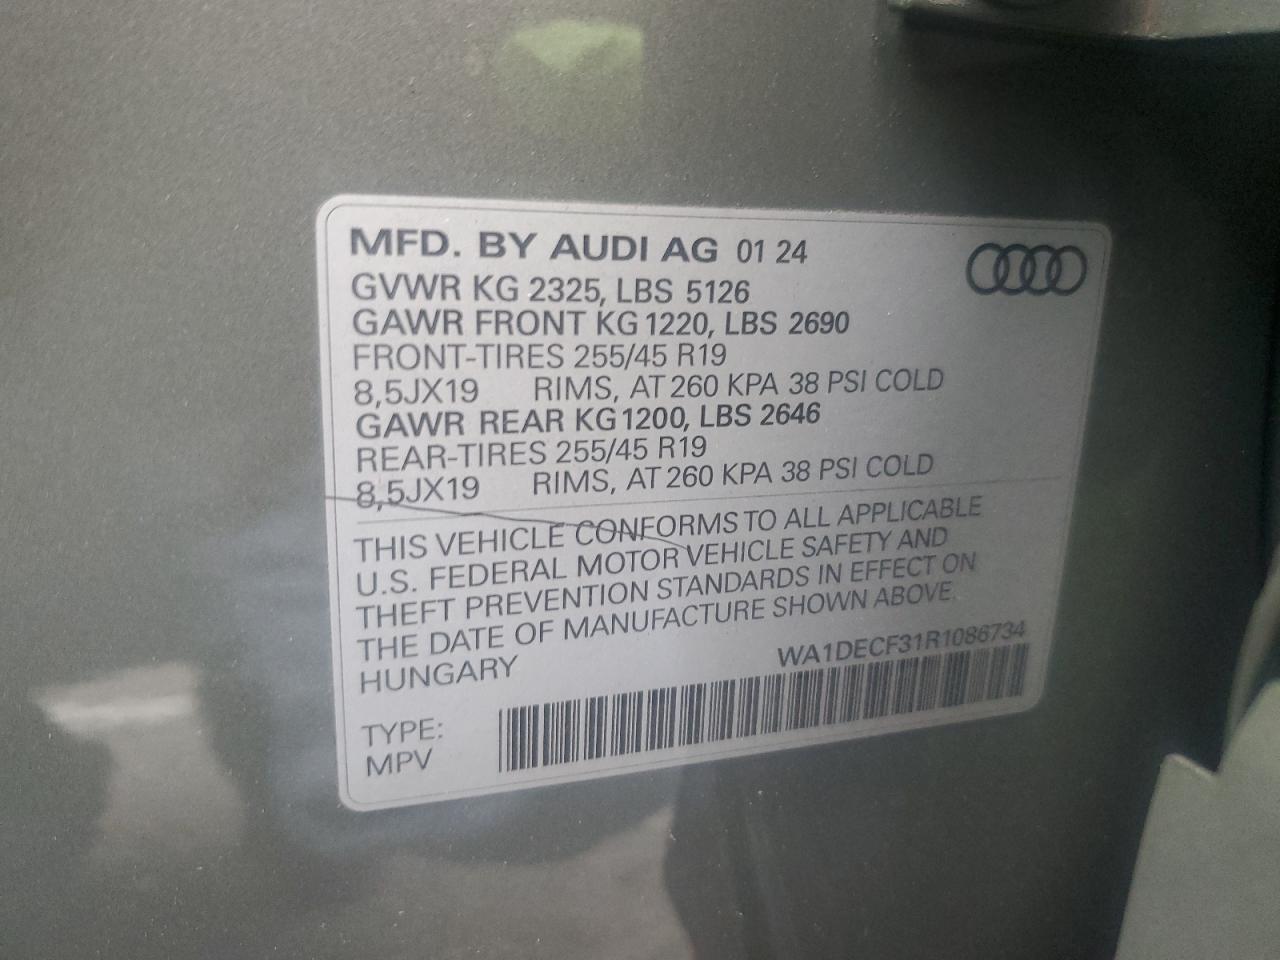 MFD. BY AUDI AG 01 24
GVWR KG 2325, LBS 5126
GAWR FRONT KG 1220, LBS 2690
FRONT-TIRES 255/45 R19
8,5JX19 RIMS, AT 260 KPA 38 PSI COLD
GAWR REAR KG 1200, LBS 2646
REAR-TIRES 255/45 R19
8,5JX19 RIMS, AT 260 KPA 38 PSI COLD
THIS VEHICLE CONFORMS TO ALL APPLICABLE
U.S. FEDERAL MOTOR VEHICLE SAFETY AND
THEFT PREVENTION STANDARDS IN EFFECT ON
THE DATE OF MANUFACTURE SHOWN ABOVE.
HUNGARY WA1DECF31R1086734
TYPE:
MPV